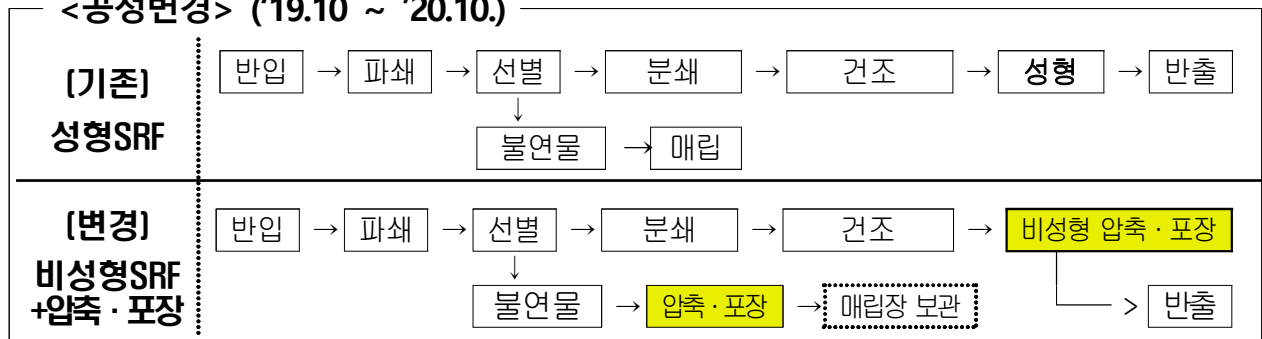 <공정변경> ('19.10 ~ '20.10.)
(기존)
성형SRF
반입 → 파쇄 → 선별 → 분쇄 → 건조 → 성형 → 반출
↓
불연물 → 매립
(변경)
비성형SRF
+압축·포장
반입 → 파쇄 → 선별 → 분쇄 → 건조 → 비성형 압축·포장
↓
불연물 → 압축·포장 → 매립장 보관
> 반출